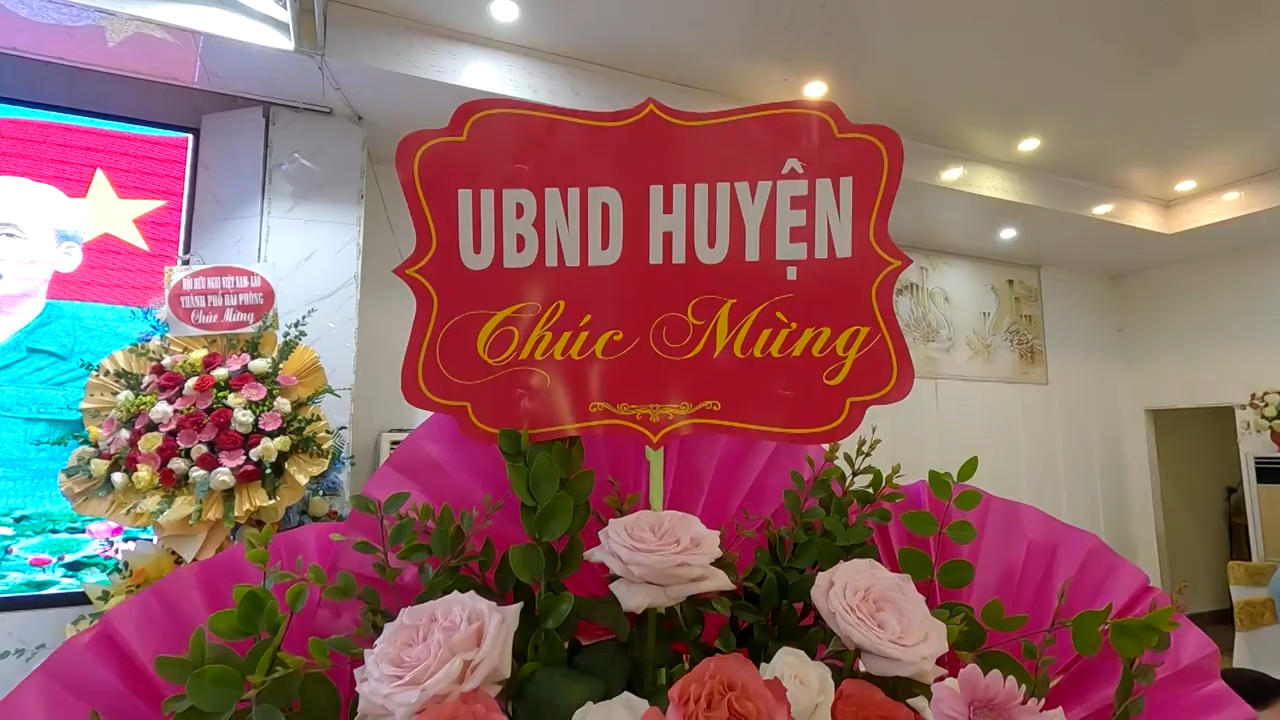 UBND HUYỆN
Chúc Mừng
HỘI HỮU NGHỊ VIỆT NAM- LÀO
THÀNH PHỐ HẢI PHÒNG
Chúc Mừng